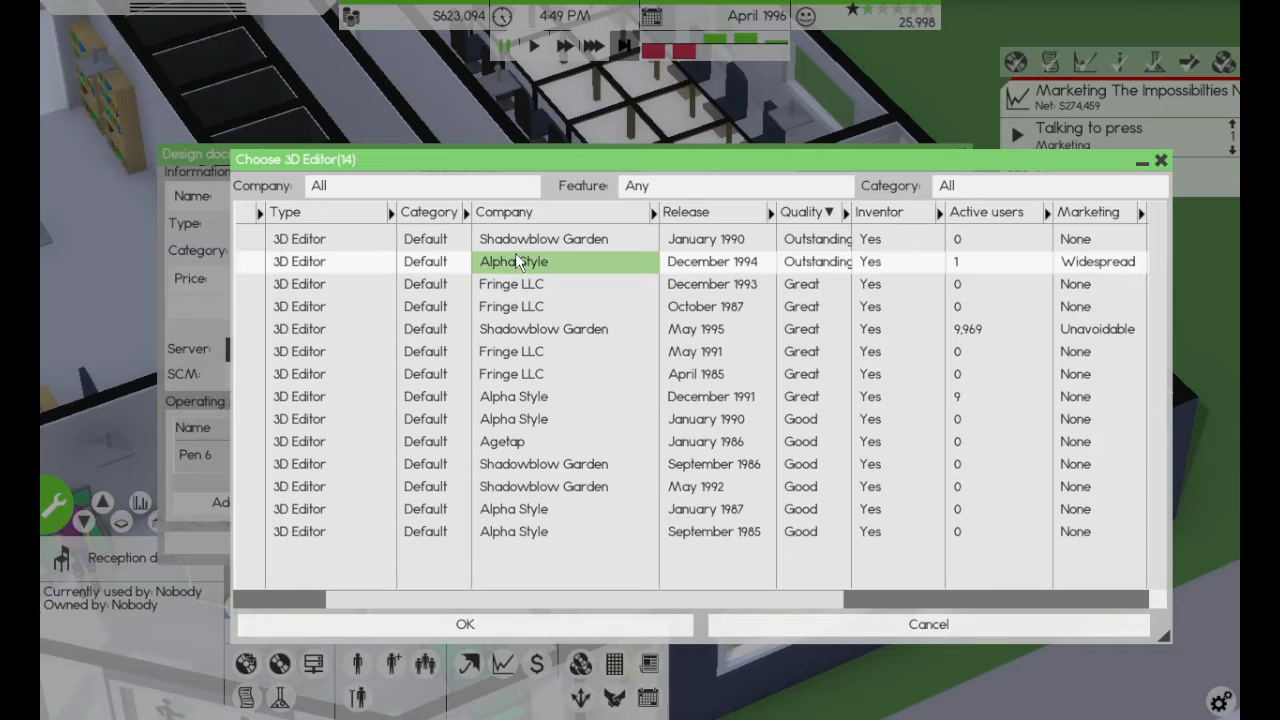 $623,094 4:49 PM April 1996 25,998
Marketing The Impossibilties N
Net: $274,459
Talking to press
Marketing
1
Design doc
Information
Name:
Type:
Category:
Price:
Server:
SCM:
Operating
Name
Pen 6
Ad
Choose 3D Editor(14)
Company: All Feature: Any Category: All
Type Category Company Release Quality▼ Inventor Active users Marketing
3D Editor Default Shadowblow Garden January 1990 Outstanding Yes 0 None
3D Editor Default Alpha Style December 1994 Outstanding Yes 1 Widespread
3D Editor Default Fringe LLC December 1993 Great Yes 0 None
3D Editor Default Fringe LLC October 1987 Great Yes 0 None
3D Editor Default Shadowblow Garden May 1995 Great Yes 9,969 Unavoidable
3D Editor Default Fringe LLC May 1991 Great Yes 0 None
3D Editor Default Fringe LLC April 1985 Great Yes 0 None
3D Editor Default Alpha Style December 1991 Great Yes 9 None
3D Editor Default Alpha Style January 1990 Good Yes 0 None
3D Editor Default Agetap January 1986 Good Yes 0 None
3D Editor Default Shadowblow Garden September 1986 Good Yes 0 None
3D Editor Default Shadowblow Garden May 1992 Good Yes 0 None
3D Editor Default Alpha Style January 1987 Good Yes 0 None
3D Editor Default Alpha Style September 1985 Good Yes 0 None
OK Cancel
Reception d
Currently used by: Nobody
Owned by: Nobody